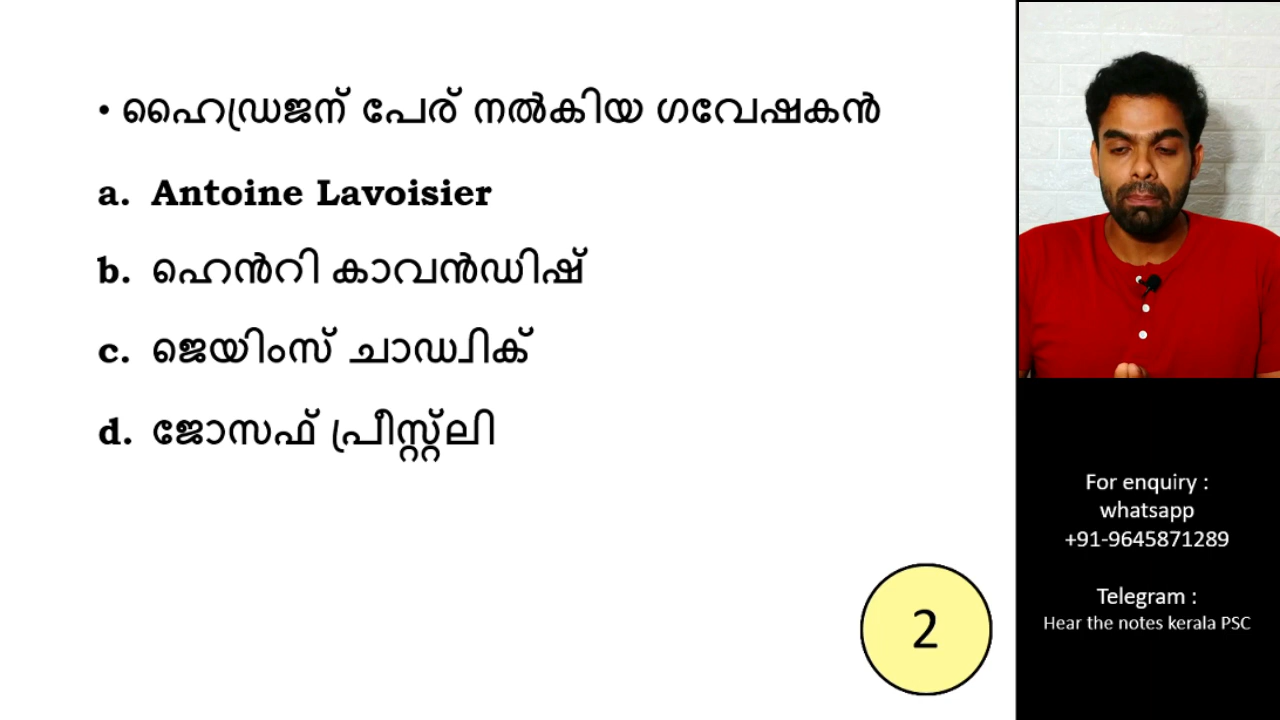 • ഹൈഡ്രജന് പേര് നൽകിയ ഗവേഷകൻ
a. Antoine Lavoisier
b. ഹെൻറി കാവൻഡിഷ്
c. ജെയിംസ് ചാഡ്വിക്
d. ജോസഫ് പ്രീസ്റ്റ്ലി
2
For enquiry :
whatsapp
+91-9645871289
Telegram :
Hear the notes kerala PSC